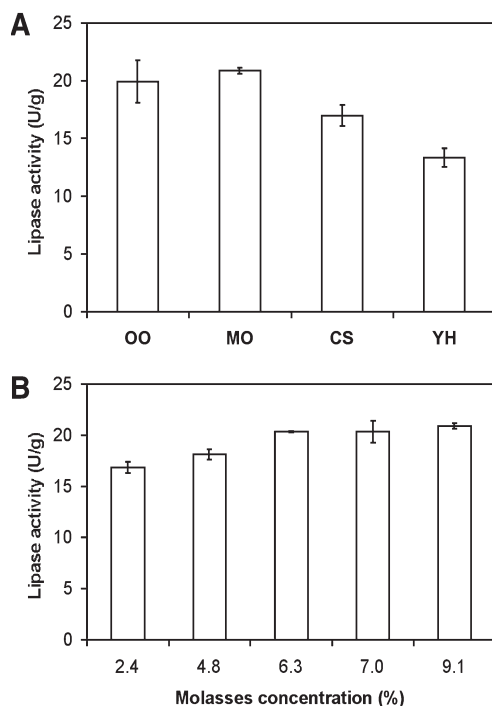 A
Lipase activity (U/g)
25
20
15
10
5
0
OO MO CS YH
B
Lipase activity (U/g)
25
20
15
10
5
0
2.4 4.8 6.3 7.0 9.1
Molasses concentration (%)